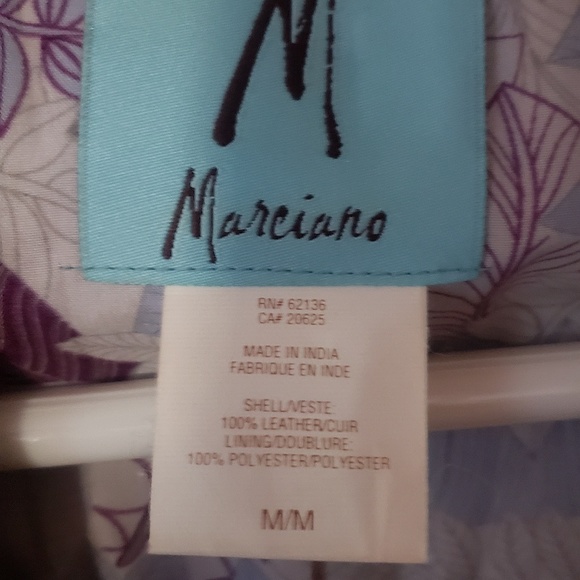 M
Marciano
RN# 62136
CA# 20625
MADE IN INDIA
FABRIQUE EN INDE
SHELL/VESTE:
100% LEATHER/CUIR
LINING/DOUBLURE:
100% POLYESTER/POLYESTER
M/M